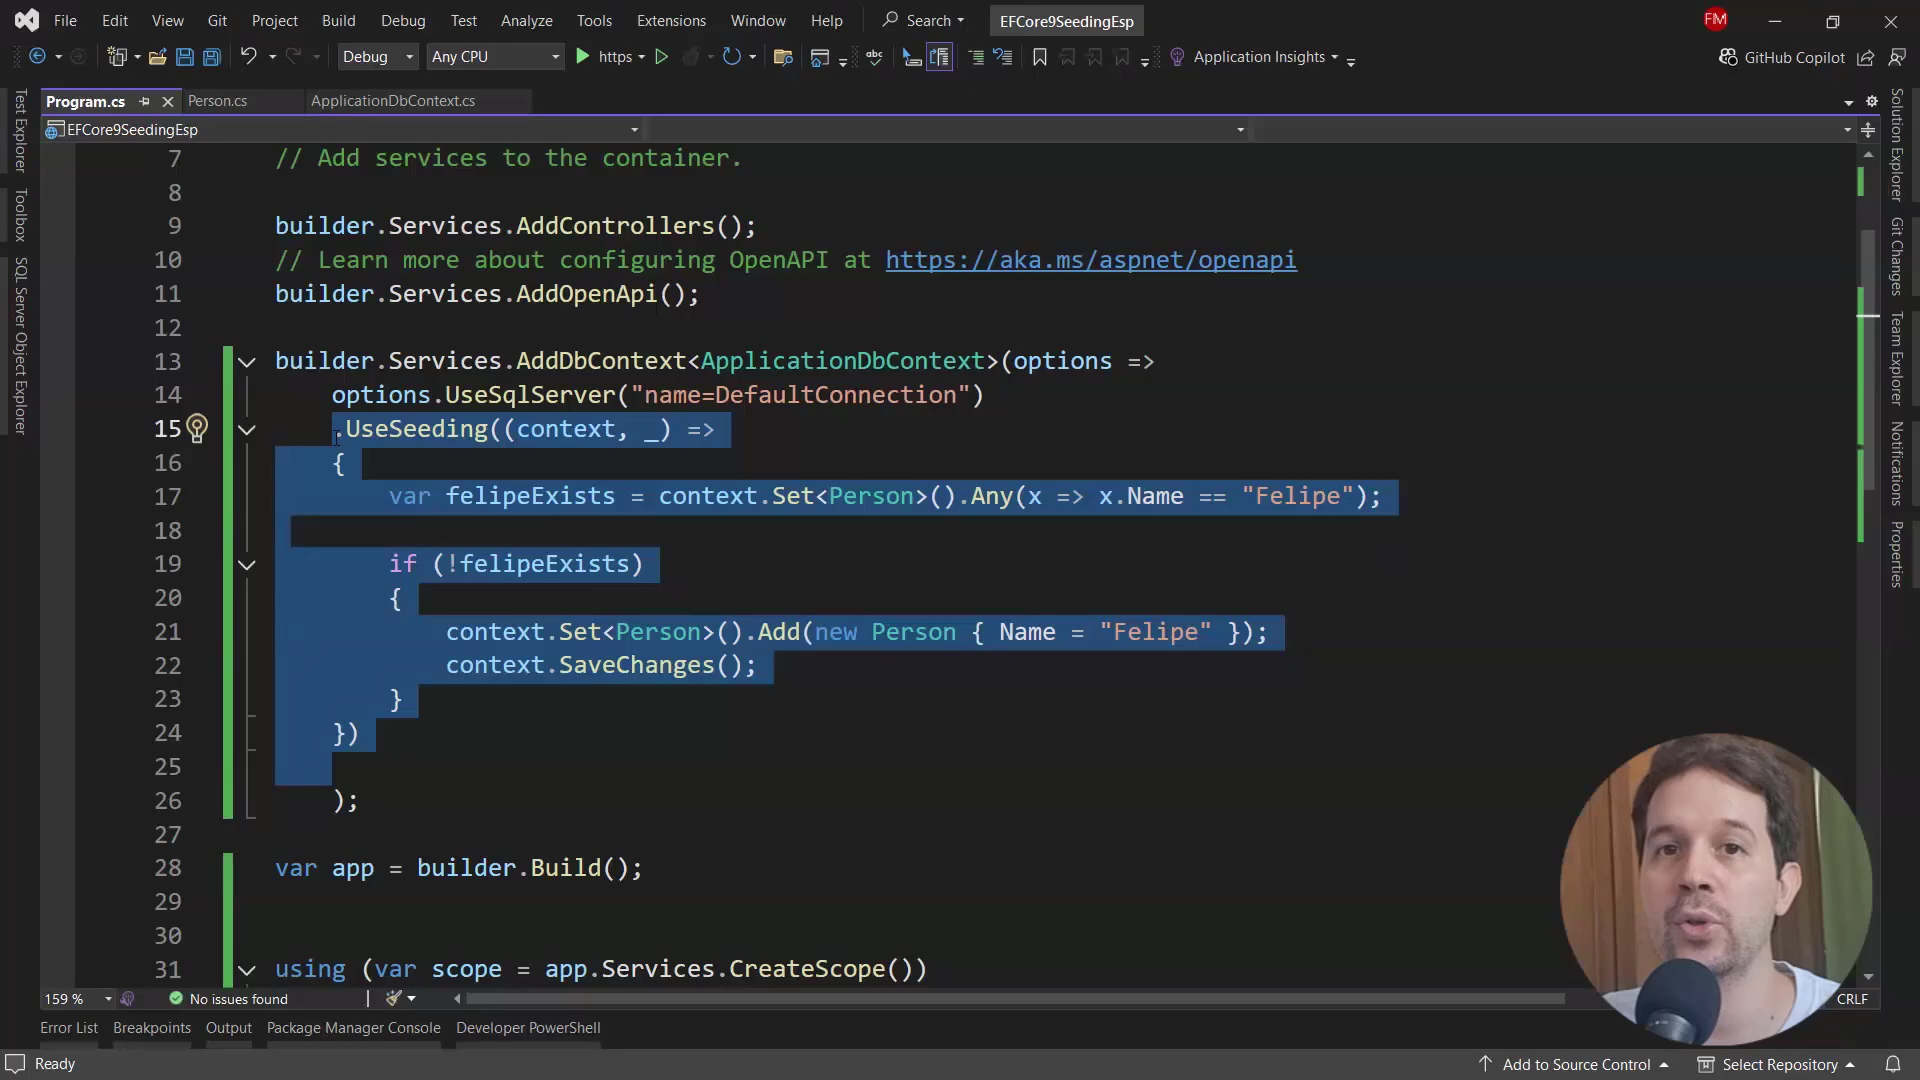 File Edit View Git Project Build Debug Test Analyze Tools Extensions Window Help Search EFCore9SeedingEsp FM
Debug Any CPU https Application Insights GitHub Copilot
Program.cs Person.cs ApplicationDbContext.cs
EFCore9SeedingEsp
Test Explorer
Toolbox
SQL Server Object Explorer
7 // Add services to the container.
8
9 builder.Services.AddControllers();
10 // Learn more about configuring OpenAPI at https://aka.ms/aspnet/openapi
11 builder.Services.AddOpenApi();
12
13 builder.Services.AddDbContext<ApplicationDbContext>(options =>
14 options.UseSqlServer("name=DefaultConnection")
15 .UseSeeding((context, _) =>
16 {
17 var felipeExists = context.Set<Person>().Any(x => x.Name == "Felipe");
18
19 if (!felipeExists)
20 {
21 context.Set<Person>().Add(new Person { Name = "Felipe" });
22 context.SaveChanges();
23 }
24 })
25
26 );
27
28 var app = builder.Build();
29
30
31 using (var scope = app.Services.CreateScope())
Solution Explorer
Git Changes
Team Explorer
Notifications
Properties
159 % No issues found CRLF
Error List Breakpoints Output Package Manager Console Developer PowerShell
Ready Add to Source Control Select Repository